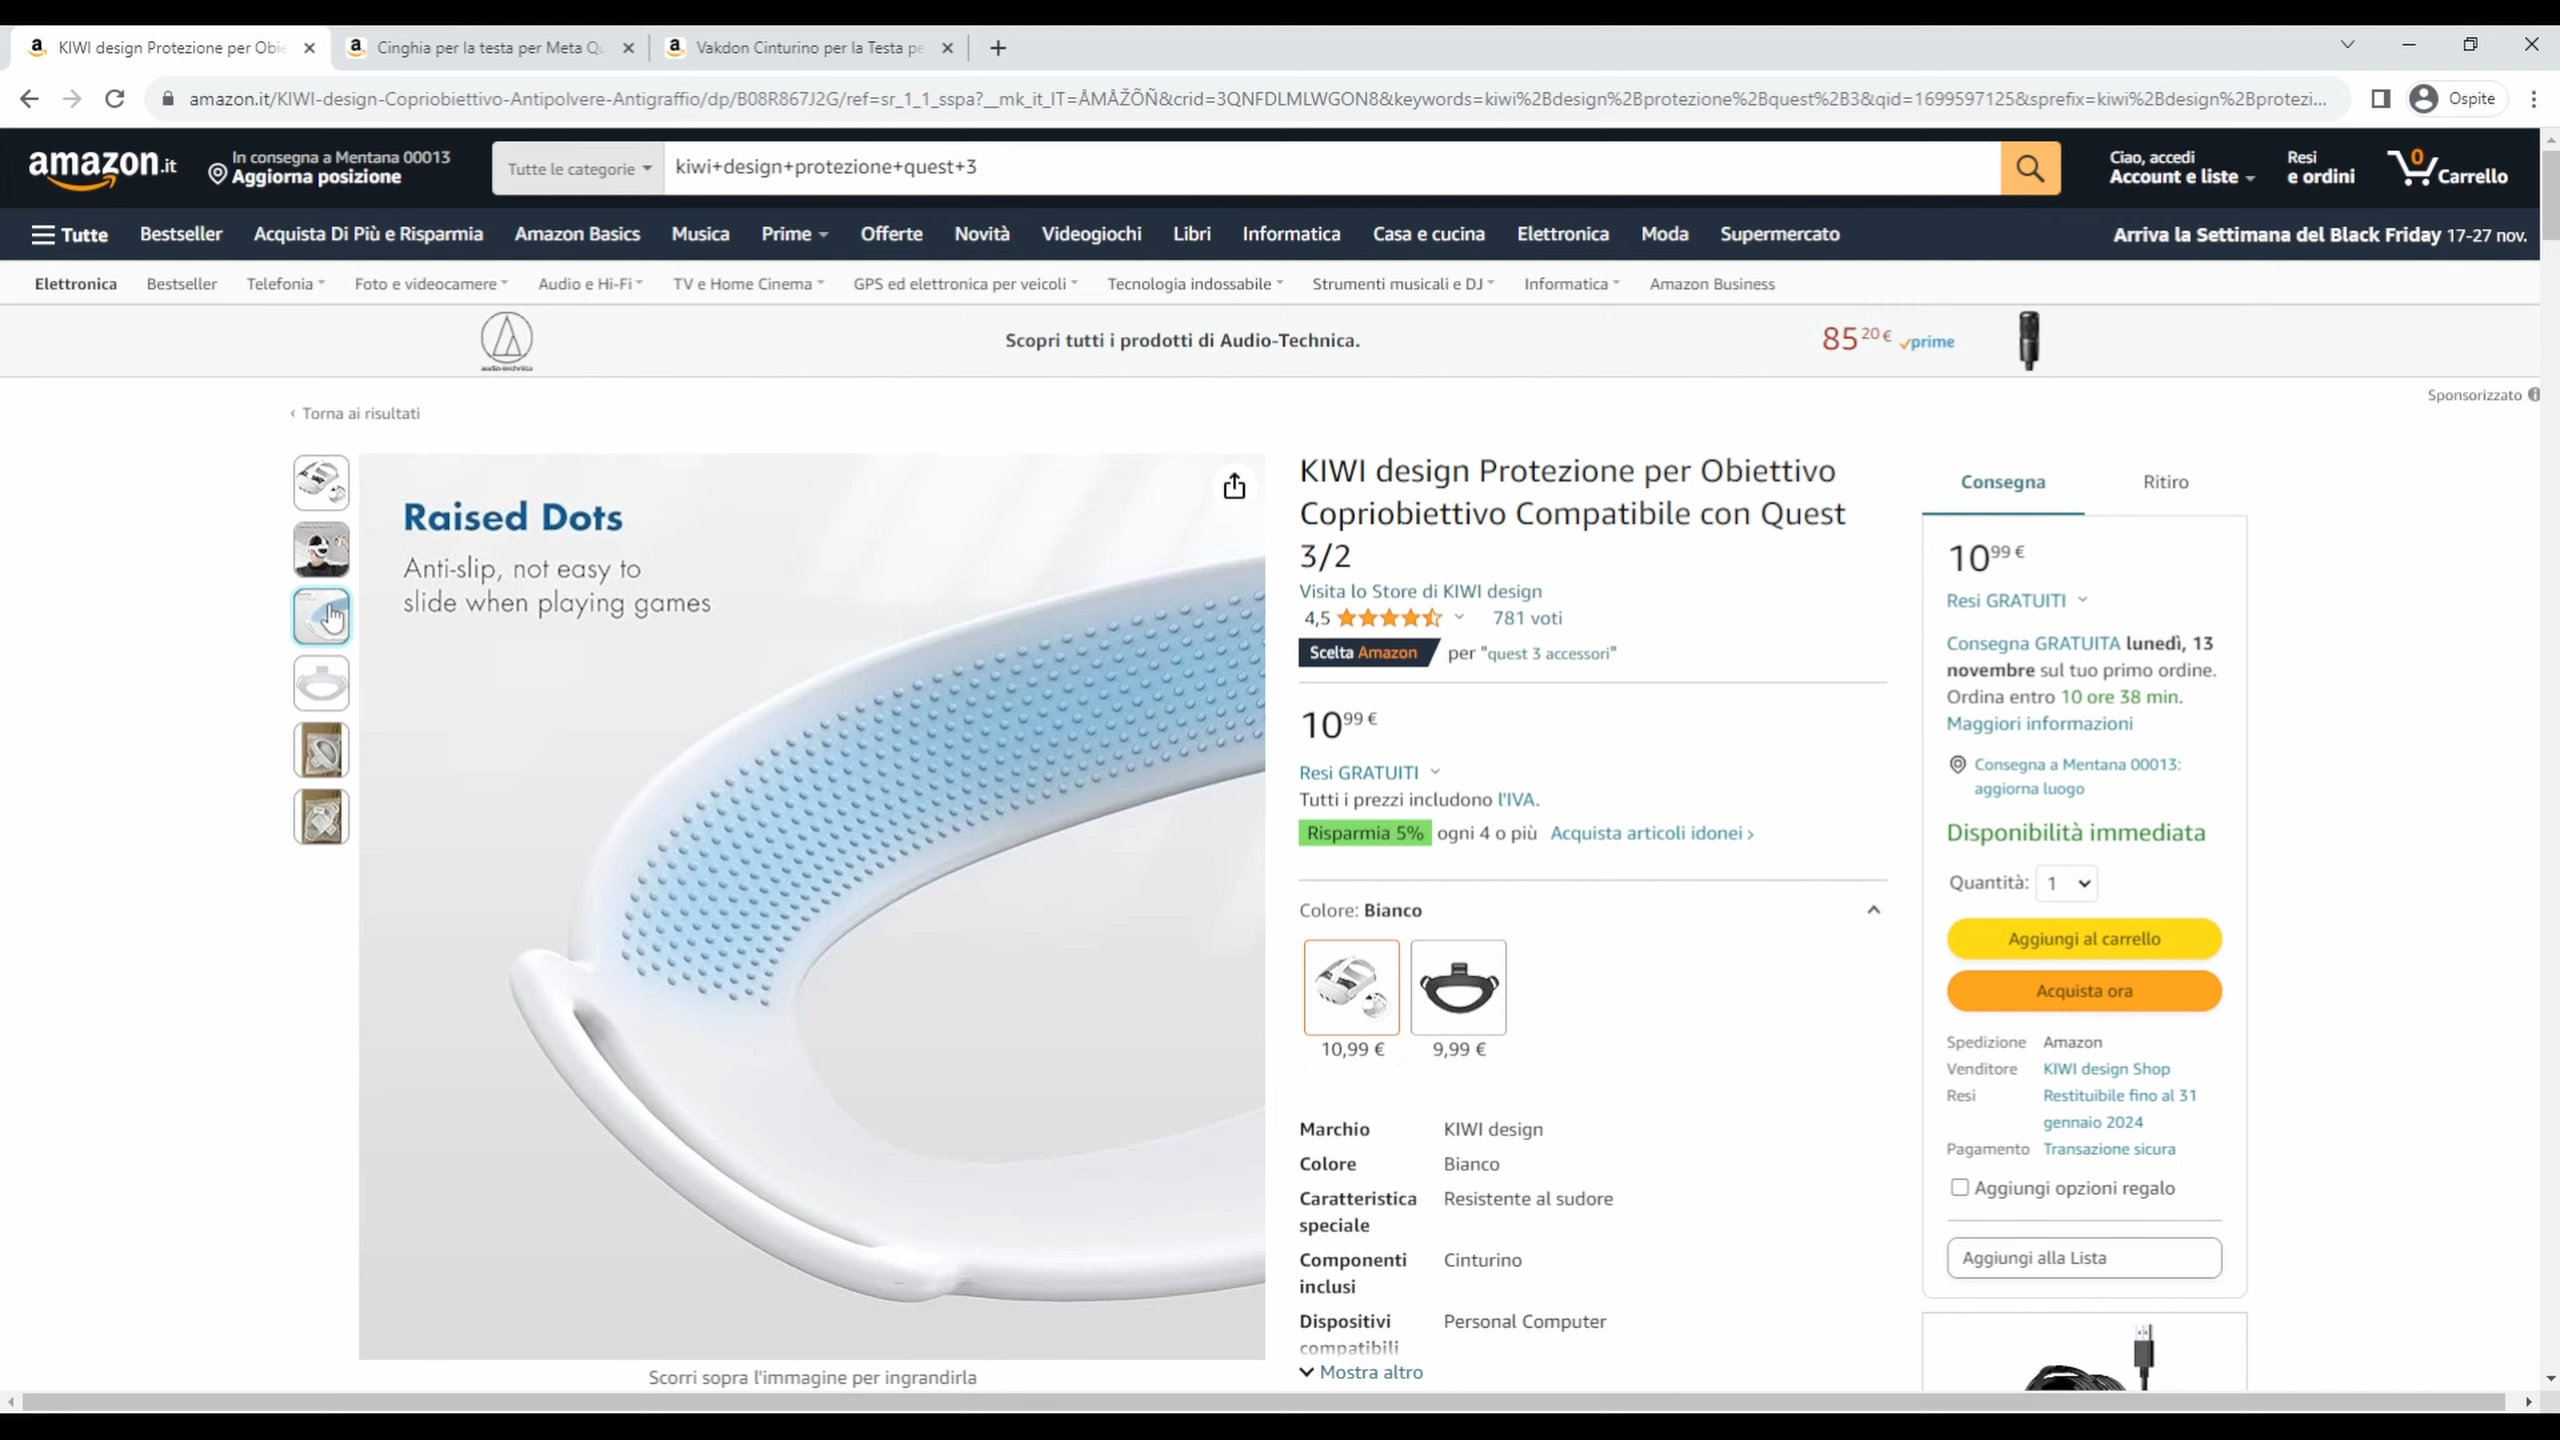 KIWI design Protezione per Obie
Cinghia per la testa per Meta Qu
Vakdon Cinturino per la Testa pe
amazon.it/KIWI-design-Copriobiettivo-Antipolvere-Antigraffio/dp/B08R867J2G/ref=sr_1_1_sspa?__mk_it_IT=ÅMÅŽÕÑ&crid=3QNFDLMLWGON8&keywords=kiwi%2Bdesign%2Bprotezione%2Bquest%2B3&qid=1699597125&sprefix=kiwi%2Bdesign%2Bprotezi...
Ospite
amazon.it
In consegna a Mentana 00013
Aggiorna posizione
Tutte le categorie
kiwi+design+protezione+quest+3
Ciao, accedi
Account e liste
Resi
e ordini
0
Carrello
Tutte Bestseller Acquista Di Più e Risparmia Amazon Basics Musica Prime Offerte Novità Videogiochi Libri Informatica Casa e cucina Elettronica Moda Supermercato
Arriva la Settimana del Black Friday 17-27 nov.
Elettronica Bestseller Telefonia Foto e videocamere Audio e Hi-Fi TV e Home Cinema GPS ed elettronica per veicoli Tecnologia indossabile Strumenti musicali e DJ Informatica Amazon Business
audio-technica
Scopri tutti i prodotti di Audio-Technica.
85 20 € prime
Sponsorizzato
‹ Torna ai risultati
Raised Dots
Anti-slip, not easy to
slide when playing games
Scorri sopra l'immagine per ingrandirla
KIWI design Protezione per Obiettivo
Copriobiettivo Compatibile con Quest
3/2
Visita lo Store di KIWI design
4,5 781 voti
Scelta Amazon per "quest 3 accessori"
10 99 €
Resi GRATUITI
Tutti i prezzi includono l'IVA.
Risparmia 5% ogni 4 o più Acquista articoli idonei ›
Colore: Bianco
10,99 € 9,99 €
Marchio KIWI design
Colore Bianco
Caratteristica Resistente al sudore
speciale
Componenti Cinturino
inclusi
Dispositivi Personal Computer
compatibili
Mostra altro
Consegna Ritiro
10 99 €
Resi GRATUITI
Consegna GRATUITA lunedì, 13
novembre sul tuo primo ordine.
Ordina entro 10 ore 38 min.
Maggiori informazioni
Consegna a Mentana 00013:
aggiorna luogo
Disponibilità immediata
Quantità: 1
Aggiungi al carrello
Acquista ora
Spedizione Amazon
Venditore KIWI design Shop
Resi Restituibile fino al 31
gennaio 2024
Pagamento Transazione sicura
Aggiungi opzioni regalo
Aggiungi alla Lista